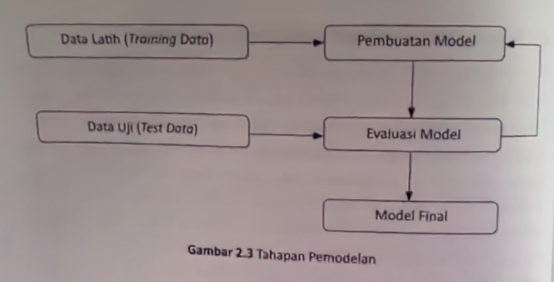 Data Latih (Training Data)
Pembuatan Model
Data Uji (Test Data)
Evaluasi Model
Model Final
Gambar 2.3 Tahapan Pemodelan